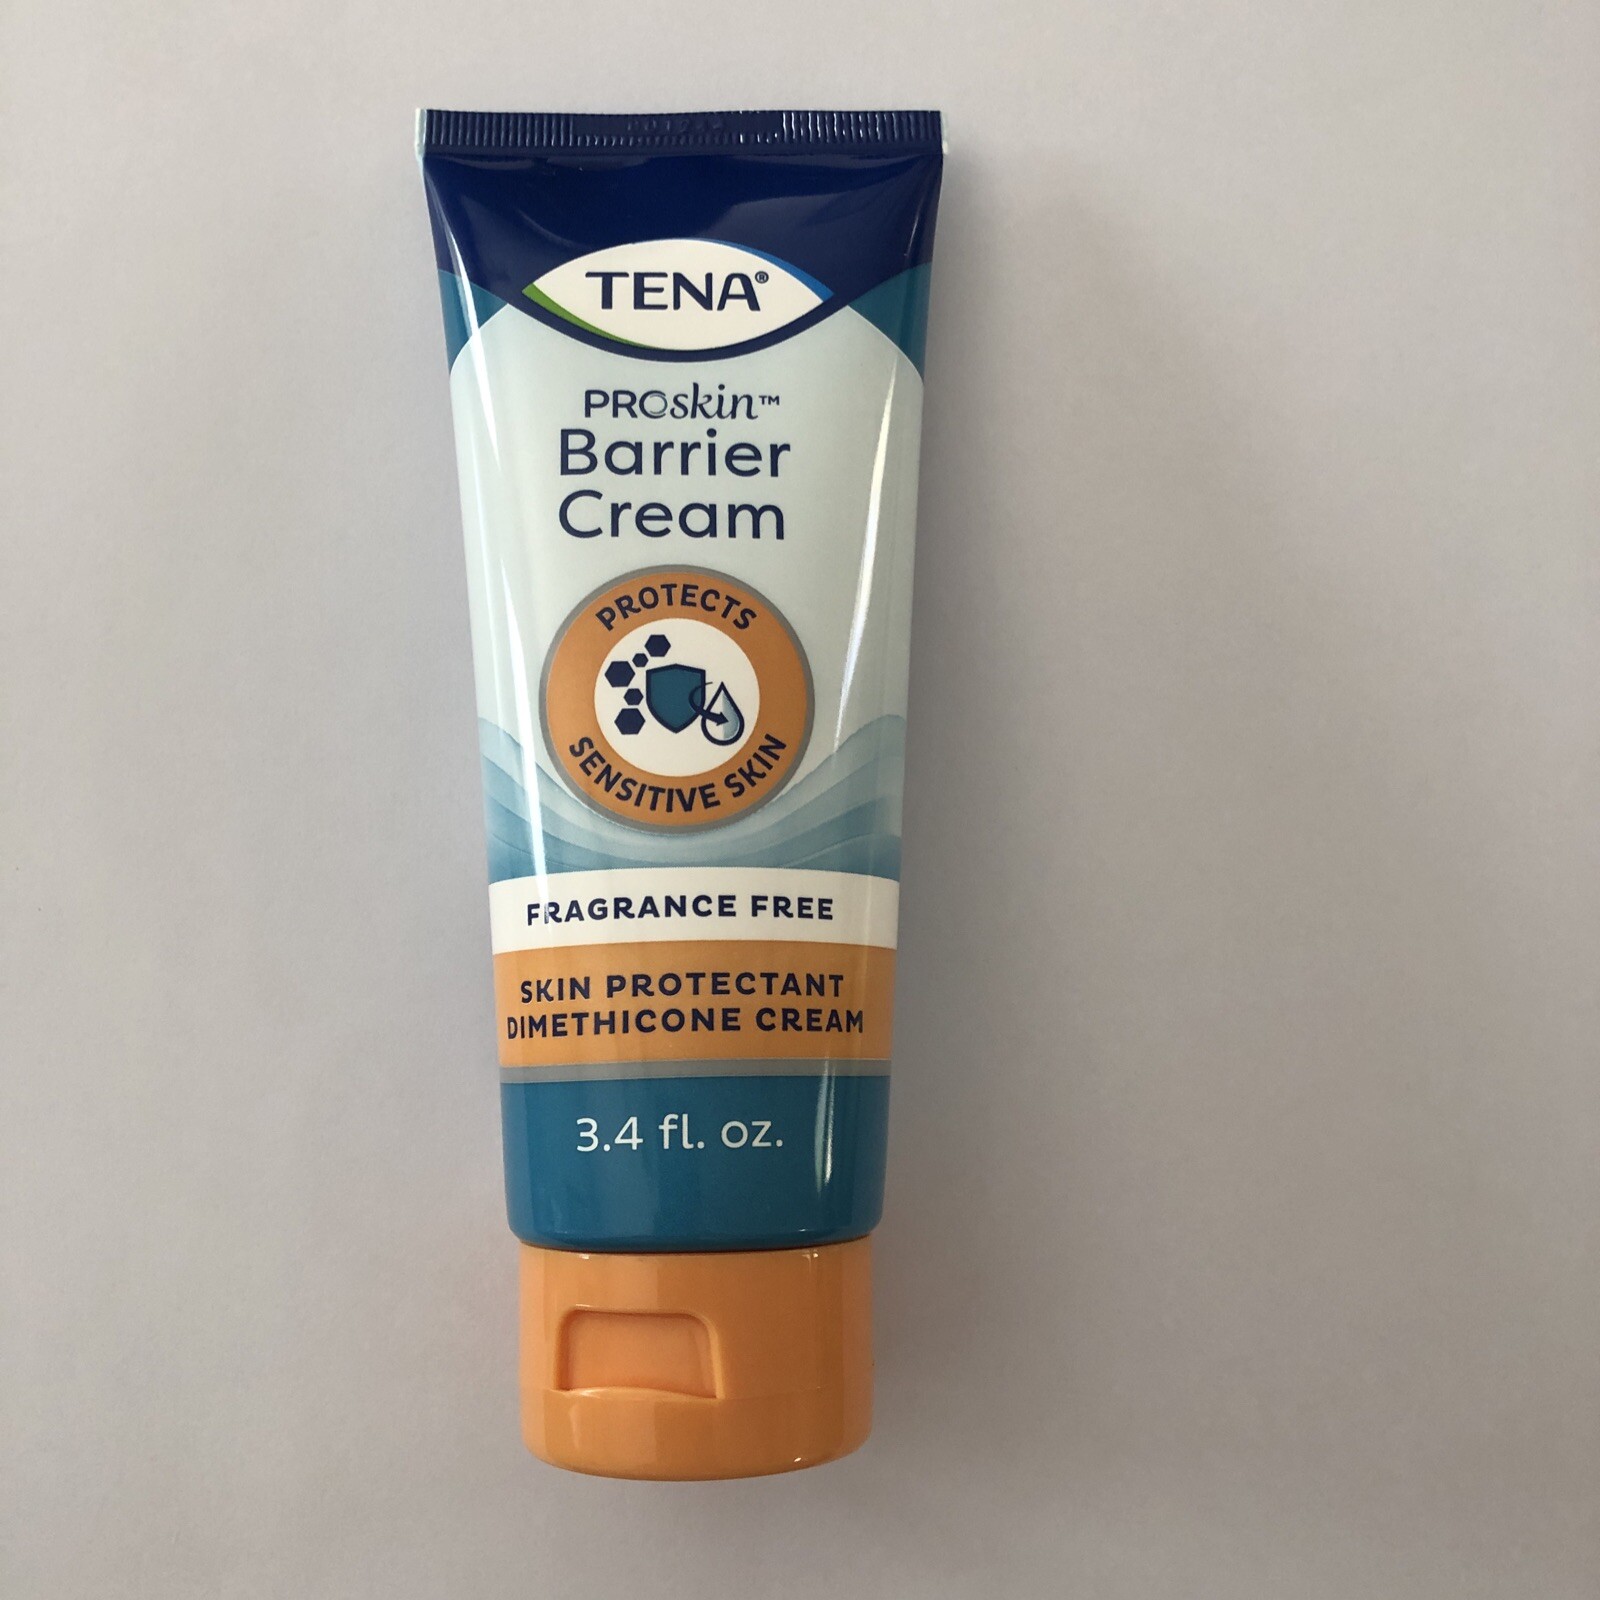 TENA®
PROskin™
Barrier
Cream
PROTECTS
SENSITIVE SKIN
FRAGRANCE FREE
SKIN PROTECTANT
DIMETHICONE CREAM
3.4 fl. oz.